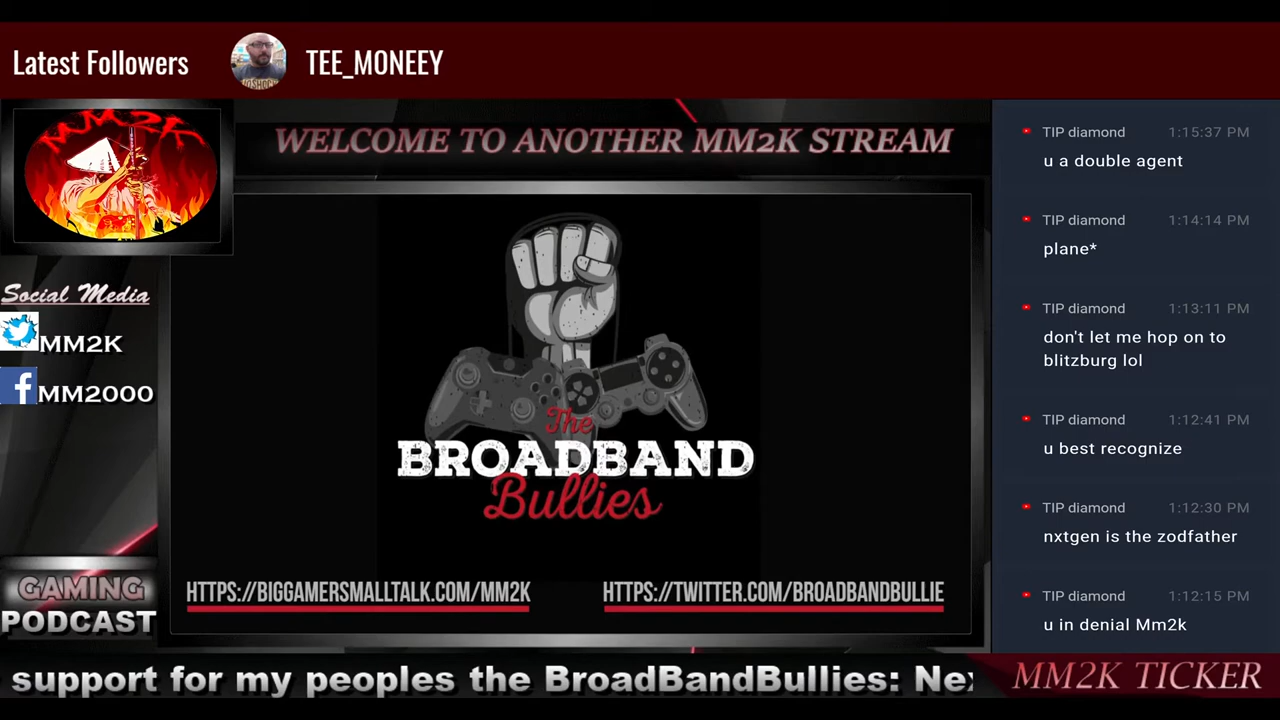 Latest Followers
TEE_MONEEY
MM2K
WELCOME TO ANOTHER MM2K STREAM
Social Media
MM2K
MM2000
GAMING
PODCAST
The
BROADBAND
Bullies
HTTPS://BIGGAMERSMALLTALK.COM/MM2K
HTTPS://TWITTER.COM/BROADBANDBULLIE
TIP diamond 1:15:37 PM
u a double agent
TIP diamond 1:14:14 PM
plane*
TIP diamond 1:13:11 PM
don't let me hop on to
blitzburg lol
TIP diamond 1:12:41 PM
u best recognize
TIP diamond 1:12:30 PM
nxtgen is the zodfather
TIP diamond 1:12:15 PM
u in denial Mm2k
support for my peoples the BroadBandBullies: Nex
MM2K TICKER